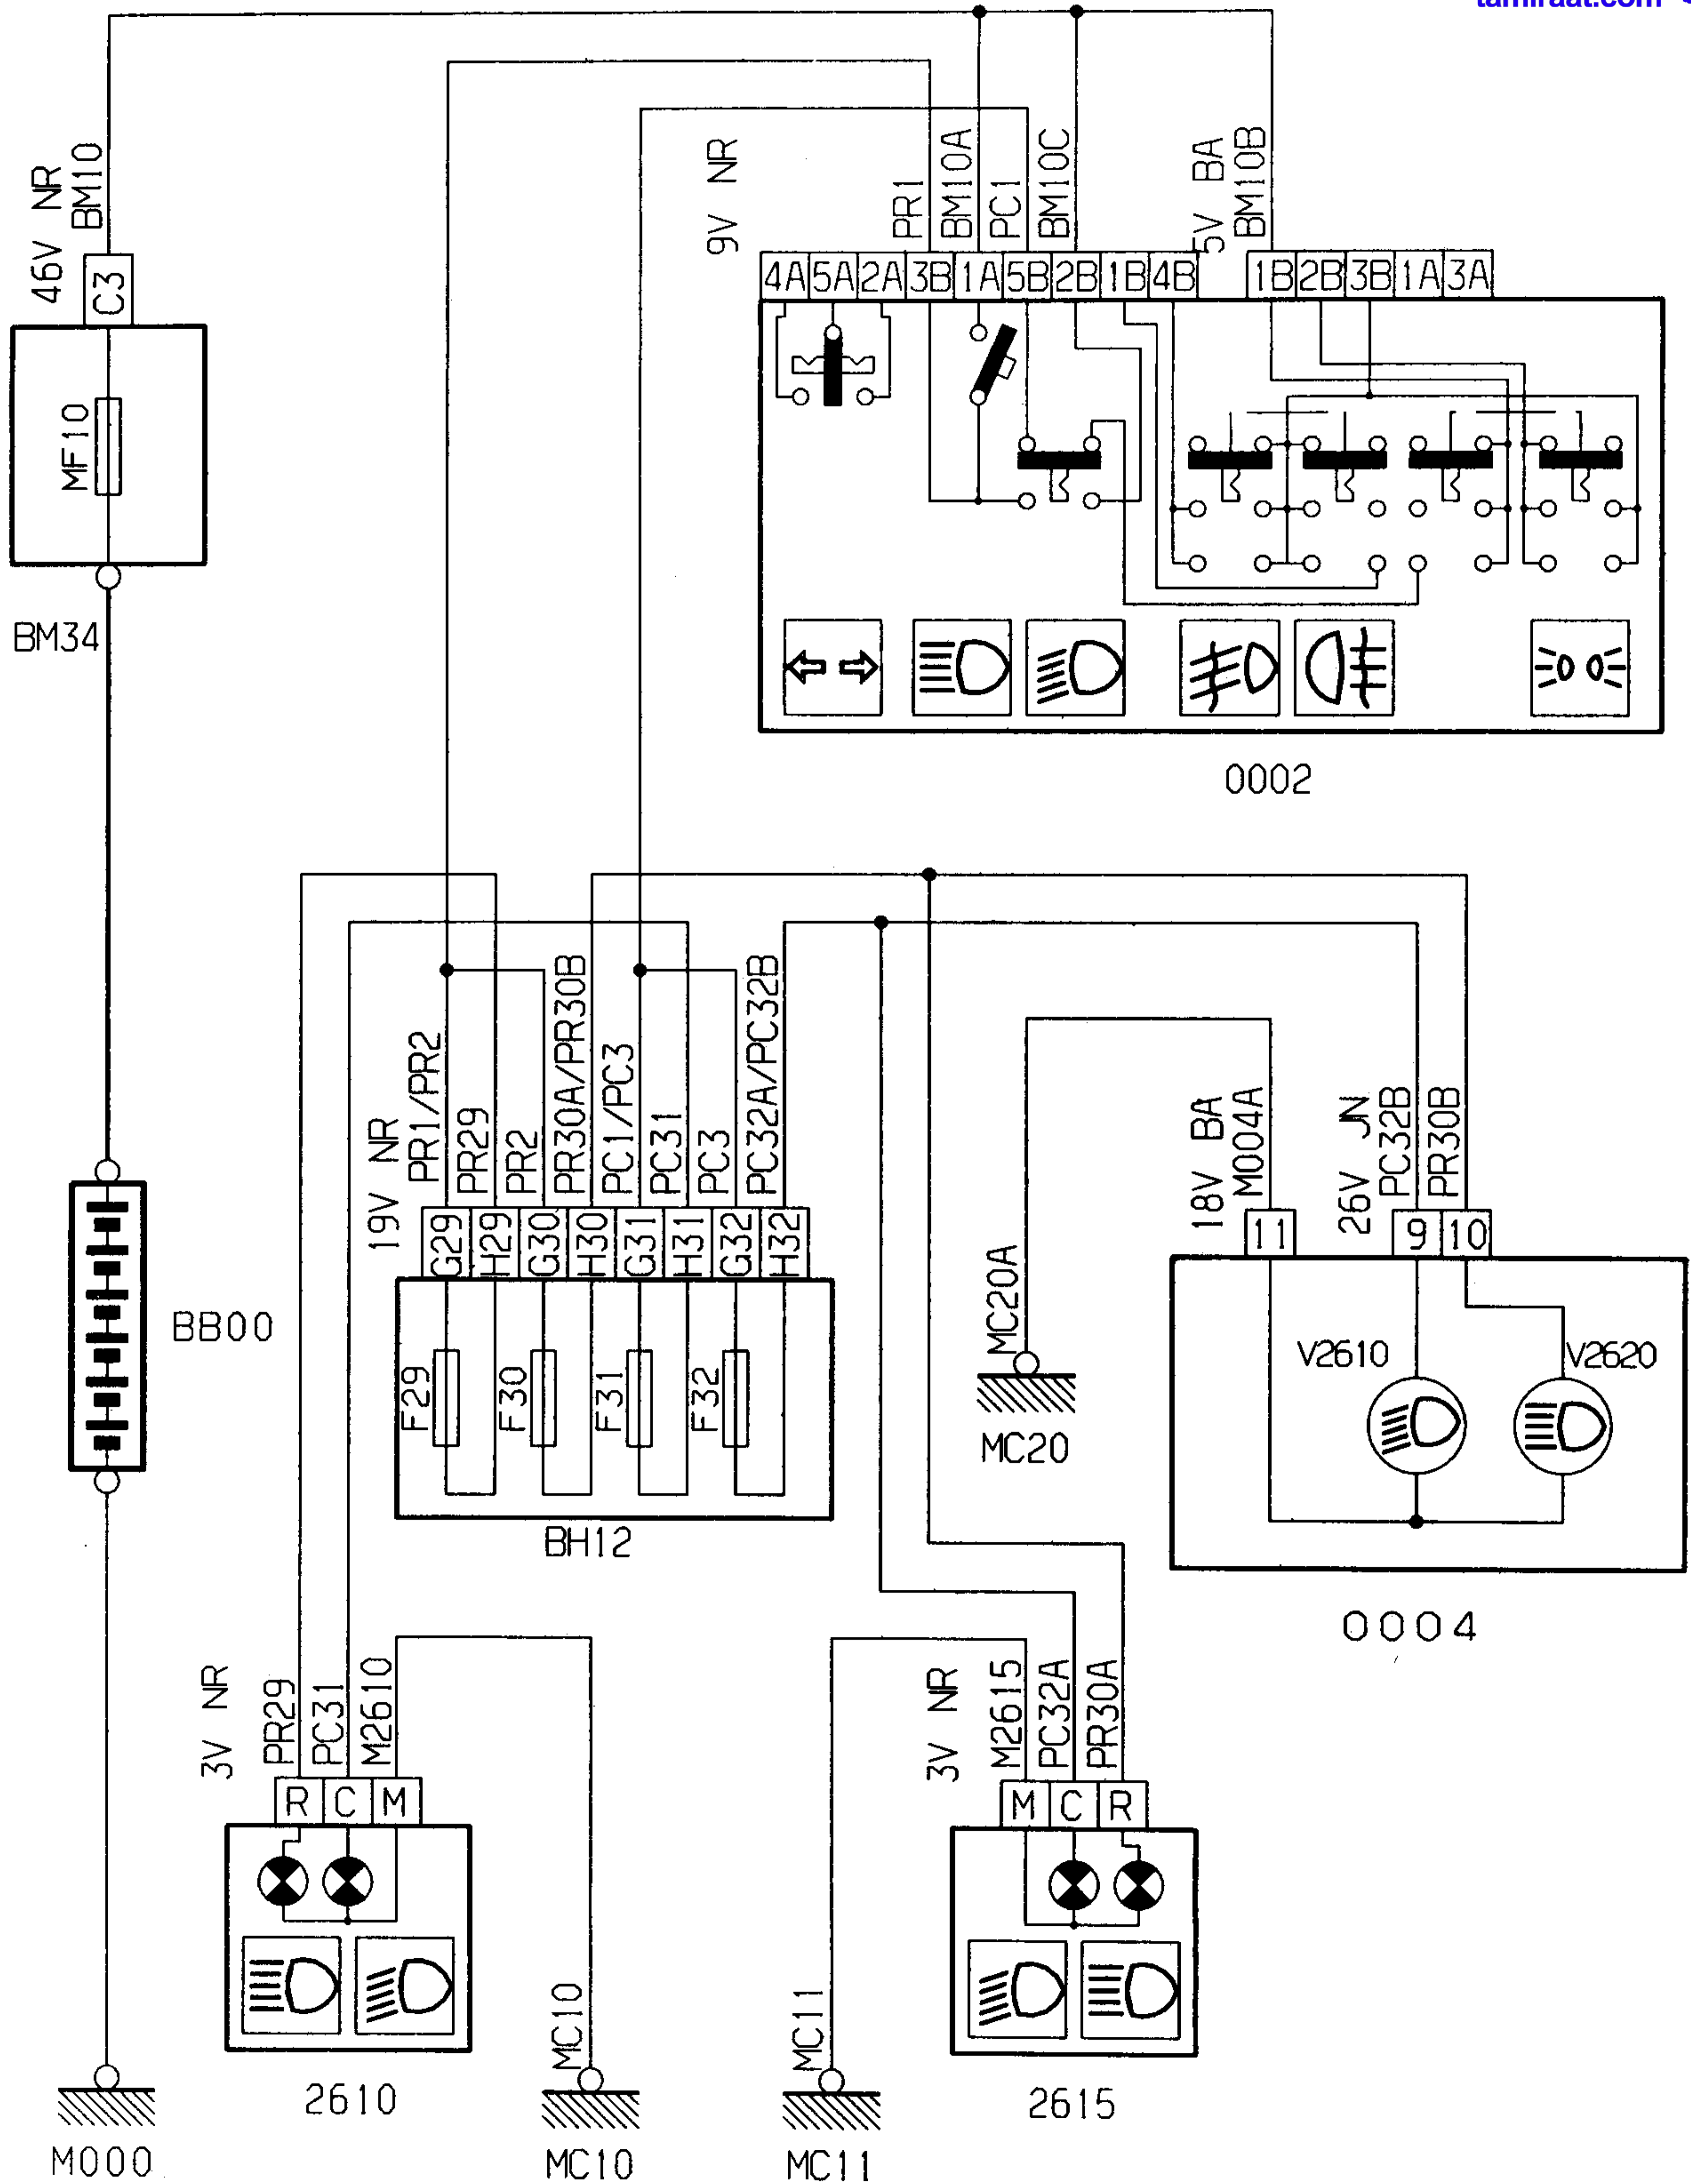 tamiraat.com
46V NR
BM10
C3
MF10
BM34
9V NR
PR1
BM10A
PC1
BM10C
5V BA
BM10B
4A 5A 2A 3B 1A 5B 2B 1B 4B
1B 2B 3B 1A 3A
0002
BB00
19V NR
PR1/PR2
PR29
PR2
PR30A/PR30B
PC1/PC3
PC31
PC3
PC32A/PC32B
G29 H29 G30 H30 G31 H31 G32 H32
F29 F30 F31 F32
BH12
MC20A
MC20
18V BA
M004A
26V JN
PC32B
PR30B
11 9 10
V2610 V2620
0004
3V NR
PR29
PC31
M2610
R C M
2610
MC10
MC10
MC11
MC11
3V NR
M2615
PC32A
PR30A
M C R
2615
M000